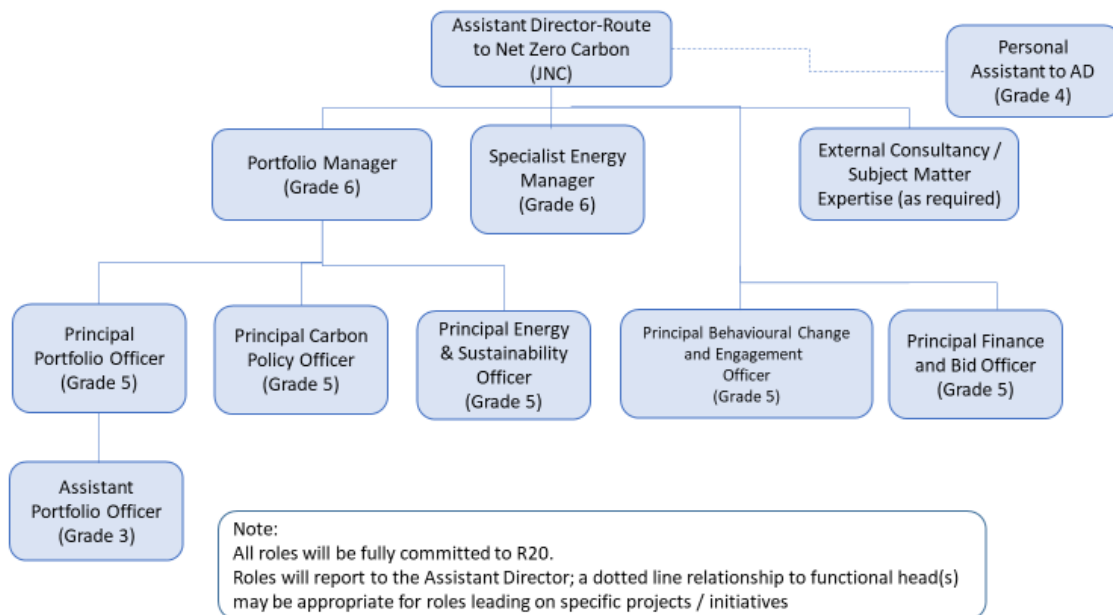 Assistant Director-Route
to Net Zero Carbon
(JNC)
Personal
Assistant to AD
(Grade 4)
Portfolio Manager
(Grade 6)
Specialist Energy
Manager
(Grade 6)
External Consultancy /
Subject Matter
Expertise (as required)
Principal
Portfolio Officer
(Grade 5)
Principal Carbon
Policy Officer
(Grade 5)
Principal Energy
& Sustainability
Officer
(Grade 5)
Principal Behavioural Change
and Engagement
Officer
(Grade 5)
Principal Finance
and Bid Officer
(Grade 5)
Assistant
Portfolio Officer
(Grade 3)
Note:
All roles will be fully committed to R20.
Roles will report to the Assistant Director; a dotted line relationship to functional head(s)
may be appropriate for roles leading on specific projects / initiatives